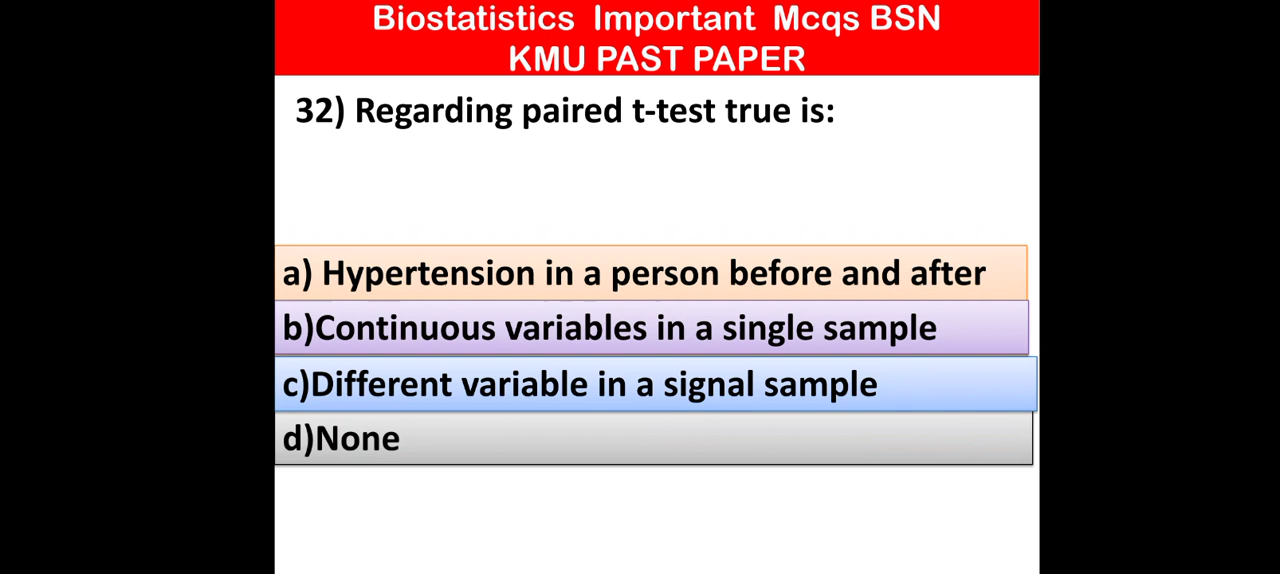 Biostatistics Important Mcqs BSN
KMU PAST PAPER
32) Regarding paired t-test true is:
a) Hypertension in a person before and after
b)Continuous variables in a single sample
c)Different variable in a signal sample
d)None